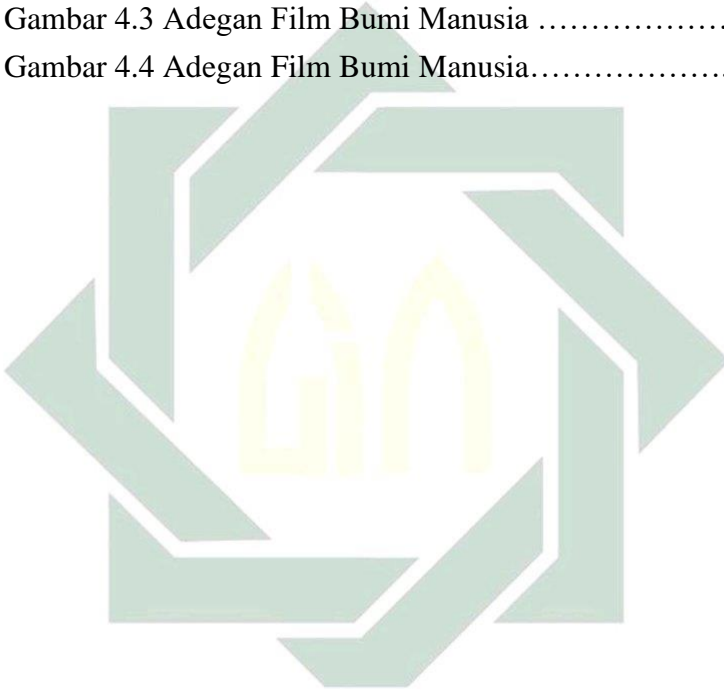 Gambar 4.3 Adegan Film Bumi Manusia ………………..
Gambar 4.4 Adegan Film Bumi Manusia…………………..